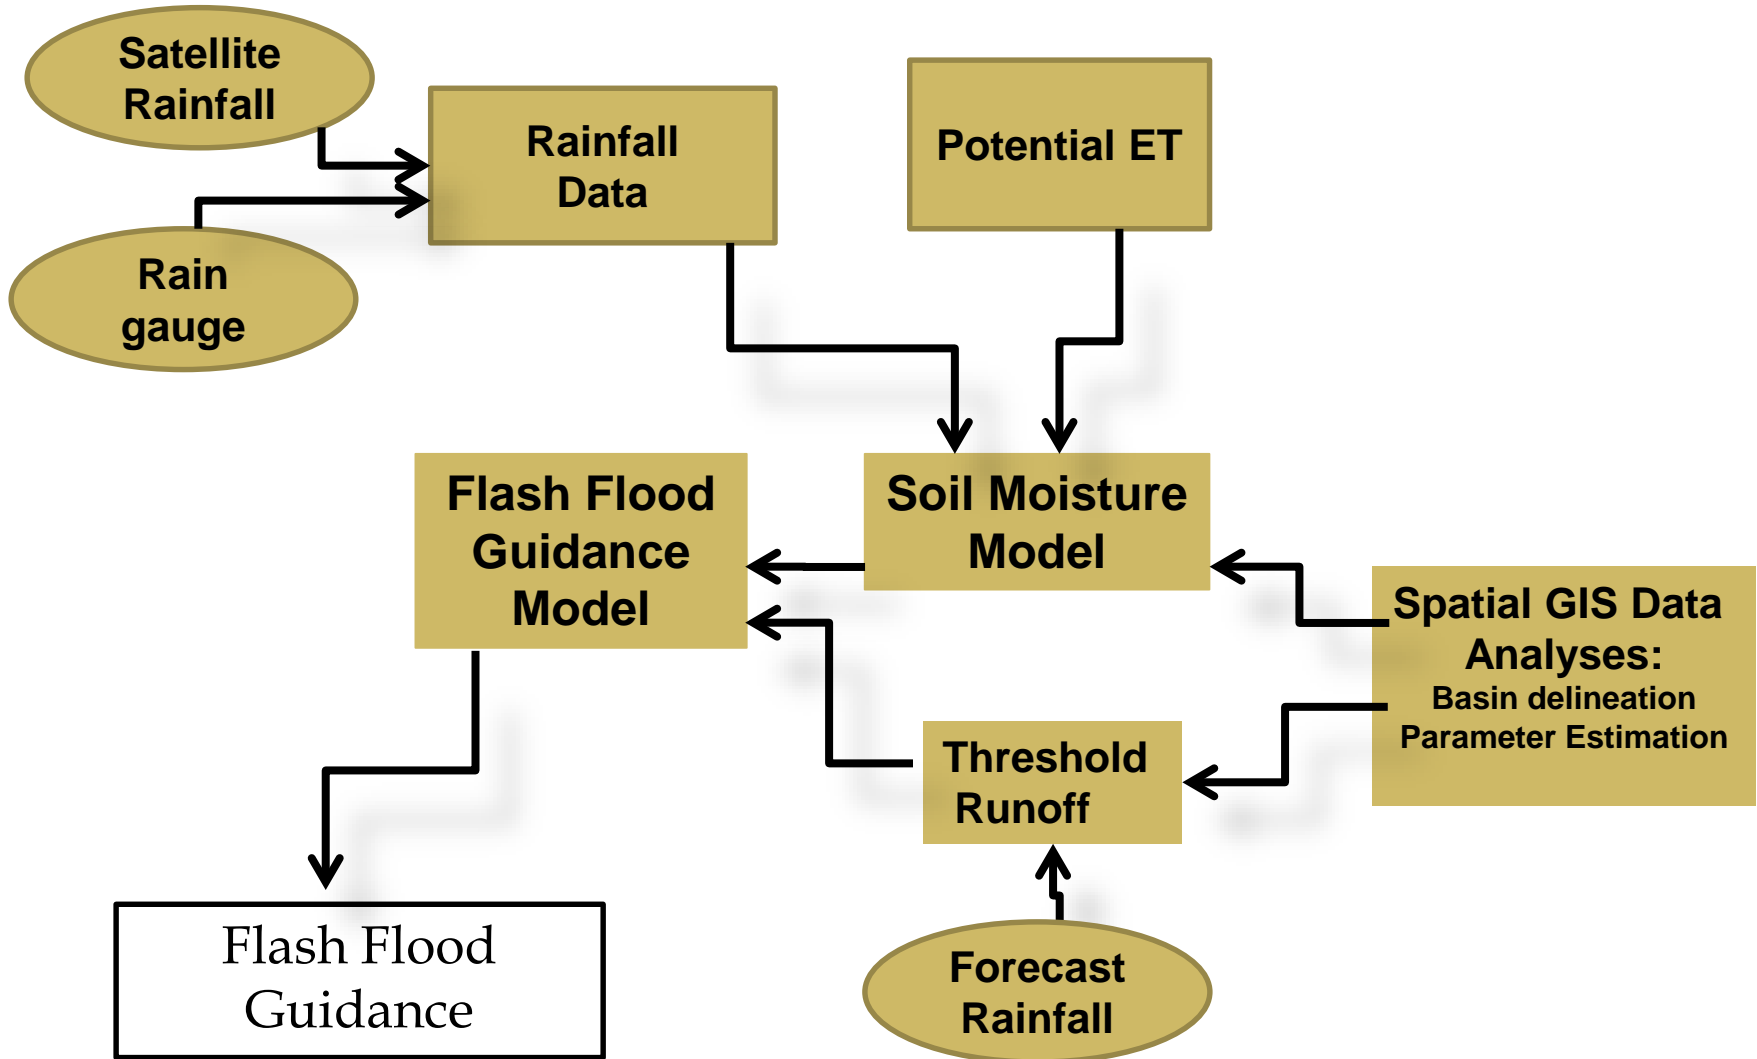 Satellite
Rainfall
Rainfall
Data
Potential ET
Rain
gauge
Flash Flood
Guidance
Model
Soil Moisture
Model
Spatial GIS Data
Analyses:
Basin delineation
Parameter Estimation
Threshold
Runoff
Flash Flood
Guidance
Forecast
Rainfall